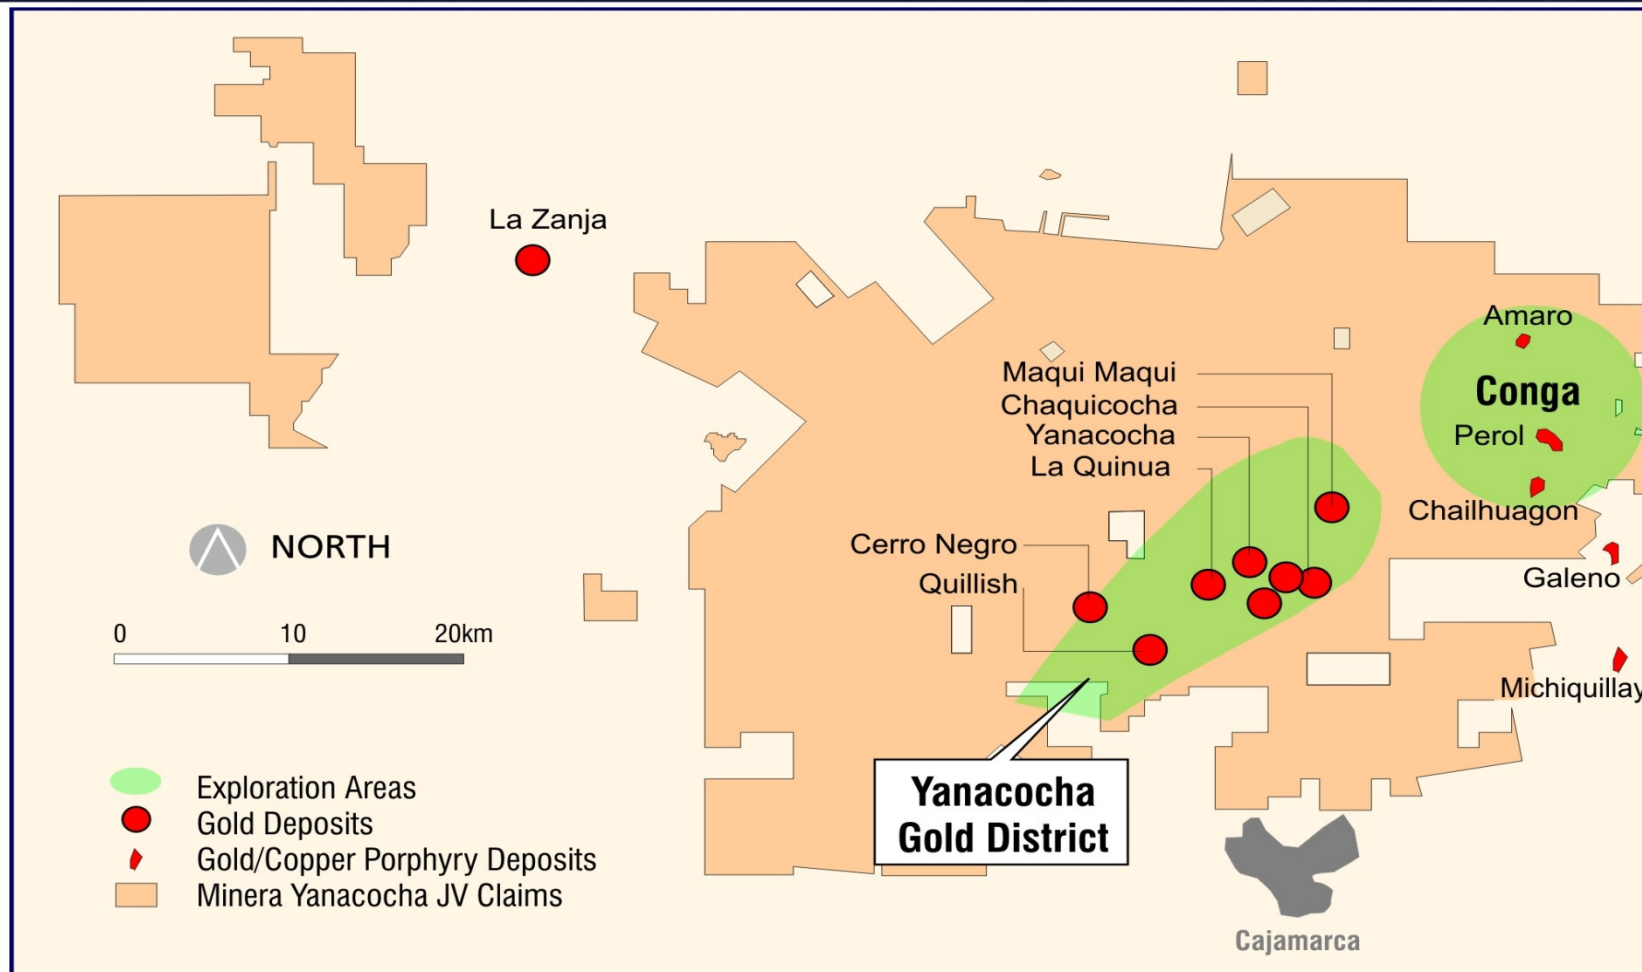 La Zanja
Amaro
Maqui Maqui
Conga
Chaquicocha
Yanacocha
Perol
La Quinua
Chailhuagon
NORTH
Cerro Negro
Galeno
Quillish
0 10 20km
Michiquillay
Exploration Areas
Yanacocha
Gold District
Gold Deposits
Gold/Copper Porphyry Deposits
Minera Yanacocha JV Claims
Cajamarca